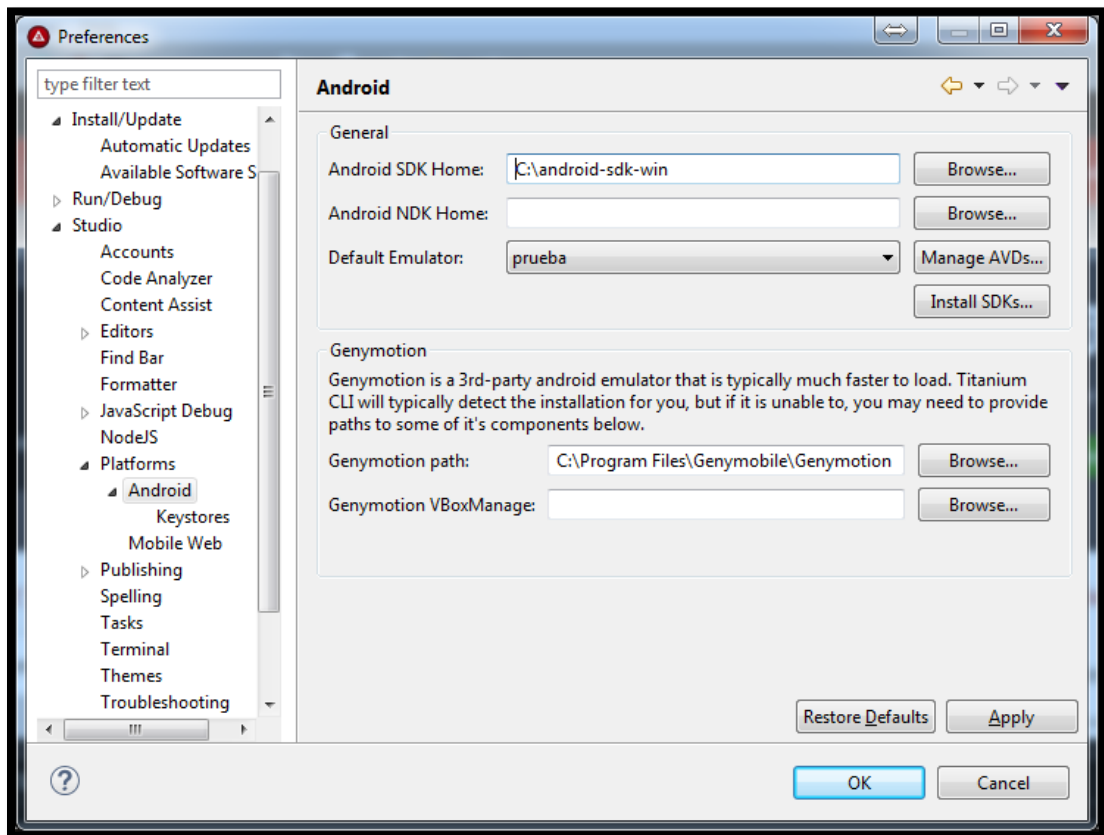 Preferences
type filter text
Install/Update
Automatic Updates
Available Software S
Run/Debug
Studio
Accounts
Code Analyzer
Content Assist
Editors
Find Bar
Formatter
JavaScript Debug
NodeJS
Platforms
Android
Keystores
Mobile Web
Publishing
Spelling
Tasks
Terminal
Themes
Troubleshooting
Android
General
Android SDK Home: C:\android-sdk-win Browse...
Android NDK Home: Browse...
Default Emulator: prueba Manage AVDs...
Install SDKs...
Genymotion
Genymotion is a 3rd-party android emulator that is typically much faster to load. Titanium
CLI will typically detect the installation for you, but if it is unable to, you may need to provide
paths to some of it's components below.
Genymotion path: C:\Program Files\Genymobile\Genymotion Browse...
Genymotion VBoxManage: Browse...
Restore Defaults Apply
OK Cancel